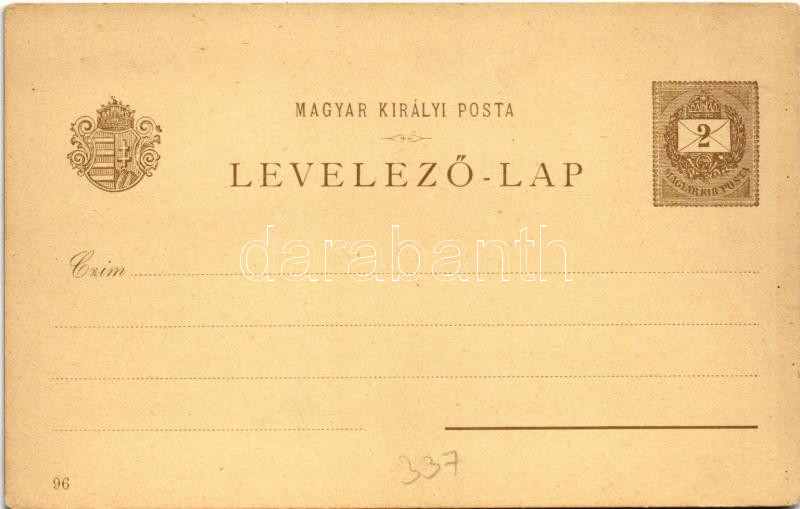 MAGYAR KIRÁLYI POSTA
2
MAGYAR KIR. POSTA
LEVELEZŐ-LAP
darabanth
Czim
337
96